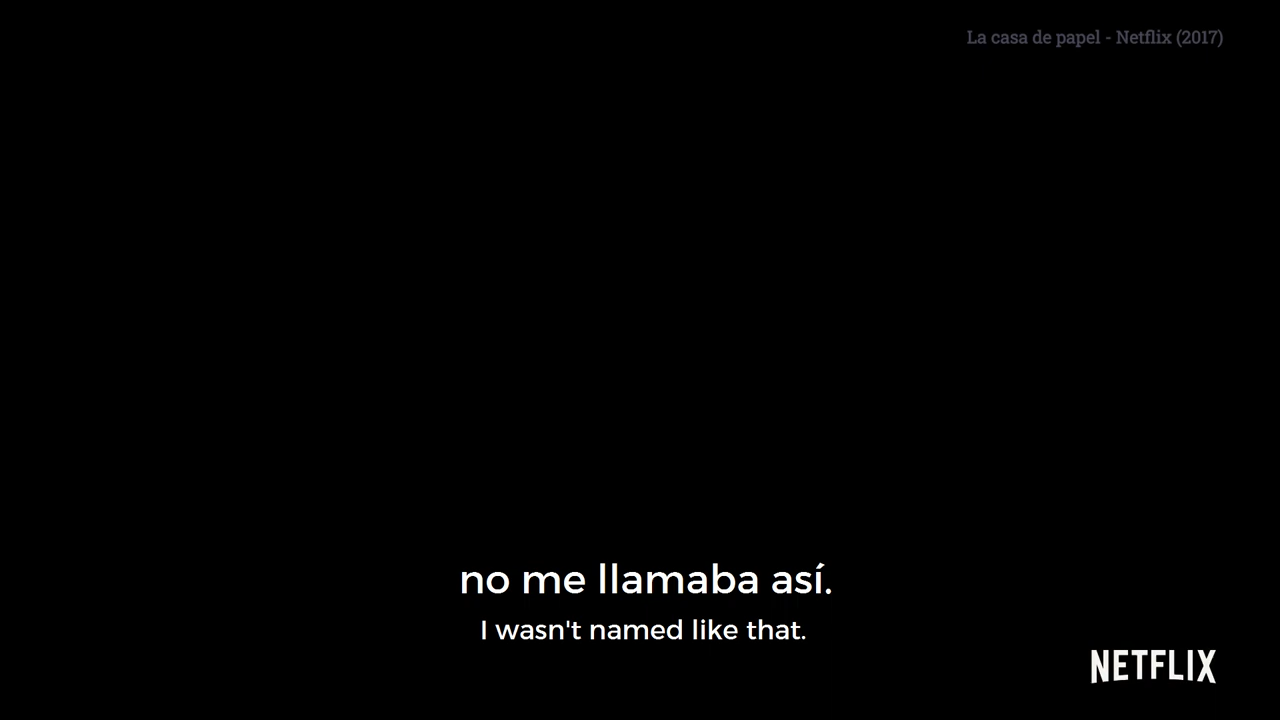 La casa de papel - Netflix (2017)
no me llamaba así.
I wasn't named like that.
NETFLIX